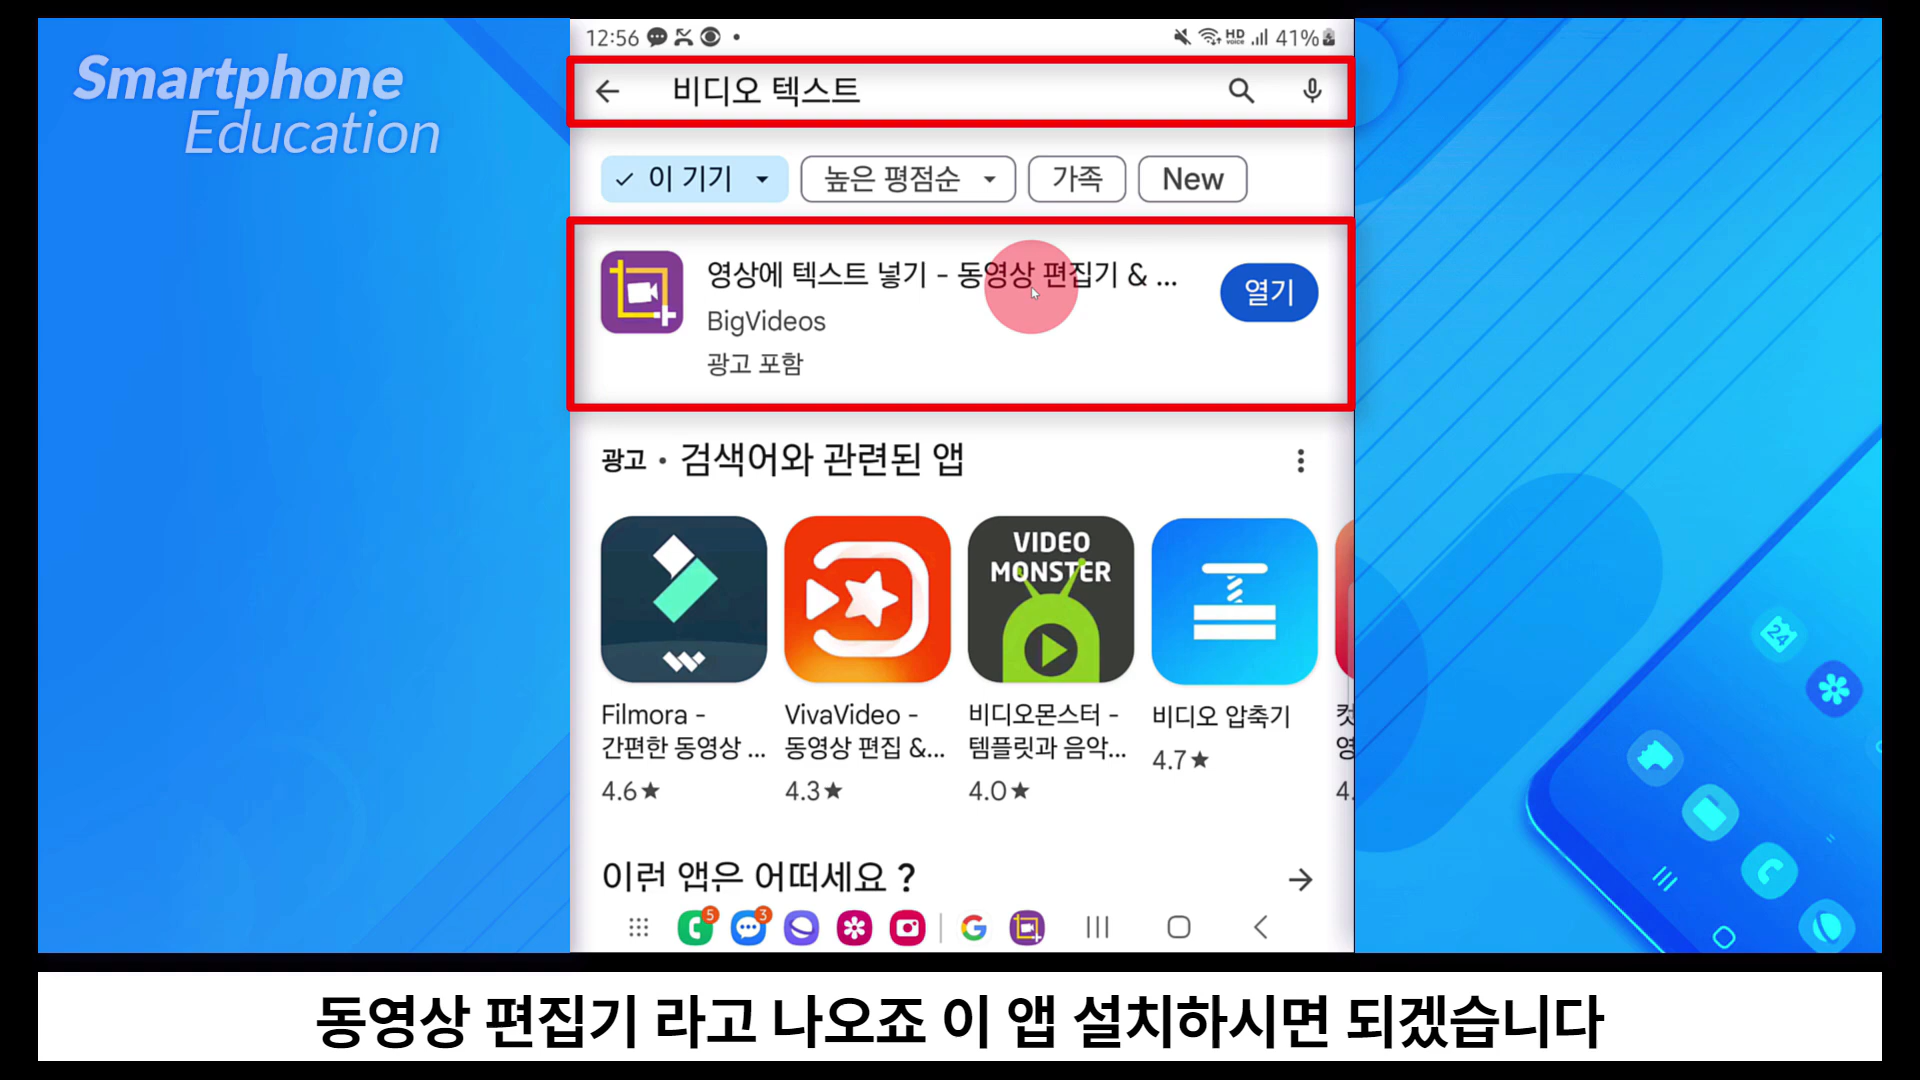 Smartphone
Education
12:56
HD
voice
41%
비디오 텍스트
이 기기
높은 평점순
가족
New
영상에 텍스트 넣기 - 동영상 편집기 & ...
BigVideos
광고 포함
열기
광고 · 검색어와 관련된 앱
VIDEO
MONSTER
Filmora -
간편한 동영상 ...
4.6★
VivaVideo -
동영상 편집 &...
4.3★
비디오몬스터 -
템플릿과 음악...
4.0★
비디오 압축기
4.7★
4.
이런 앱은 어떠세요 ?
5
3
24
동영상 편집기 라고 나오죠 이 앱 설치하시면 되겠습니다